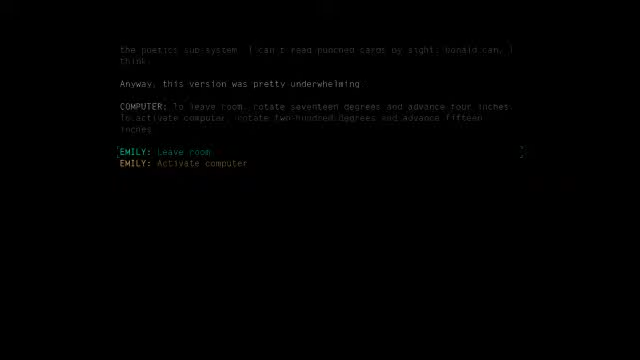 the poetics sub-system. I can't read punched cards by sight. Donald can, I
think.
Anyway, this version was pretty underwhelming.
COMPUTER: To leave room, rotate seventeen degrees and advance four inches.
To activate computer, rotate two-hundred degrees and advance fifteen
inches.
EMILY: Leave room
EMILY: Activate computer